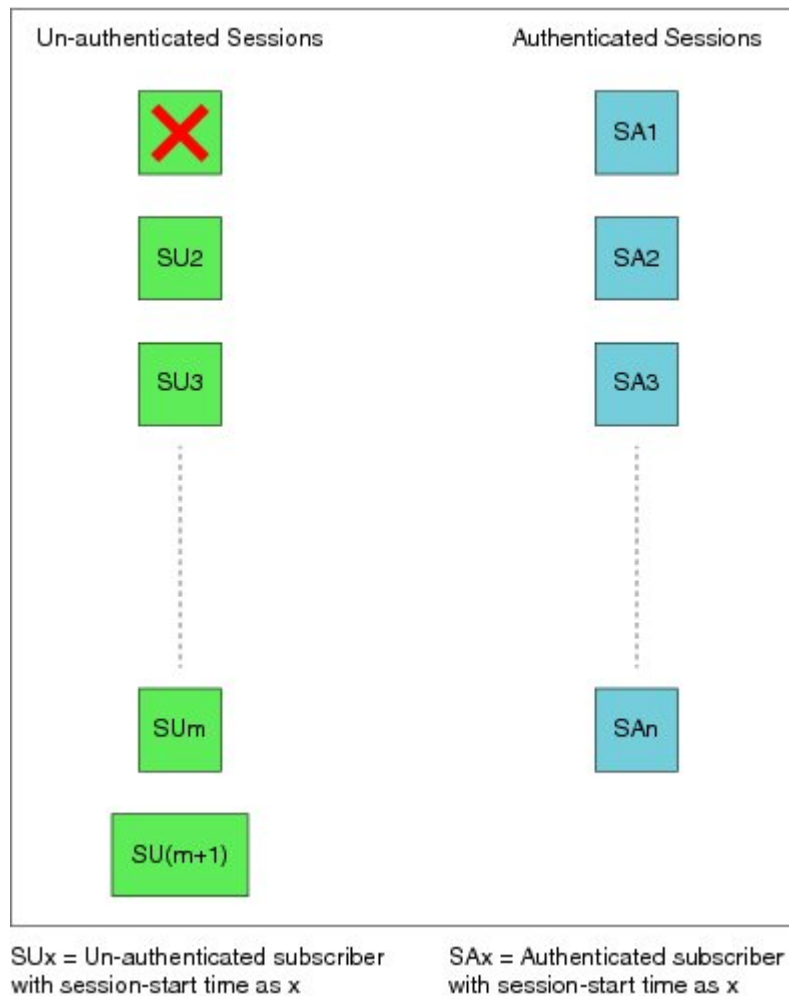 Un-authenticated Sessions
Authenticated Sessions
SA1
SU2
SA2
SU3
SA3
SUm
SAn
SU(m+1)
SUx = Un-authenticated subscriber
with session-start time as x
SAx = Authenticated subscriber
with session-start time as x